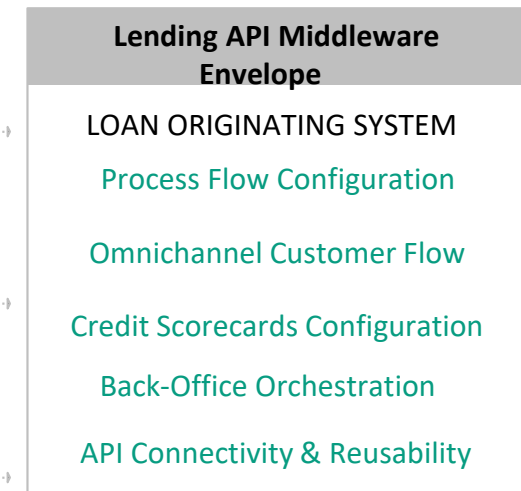 Lending API Middleware
Envelope
LOAN ORIGINATING SYSTEM
Process Flow Configuration
Omnichannel Customer Flow
Credit Scorecards Configuration
Back-Office Orchestration
API Connectivity & Reusability